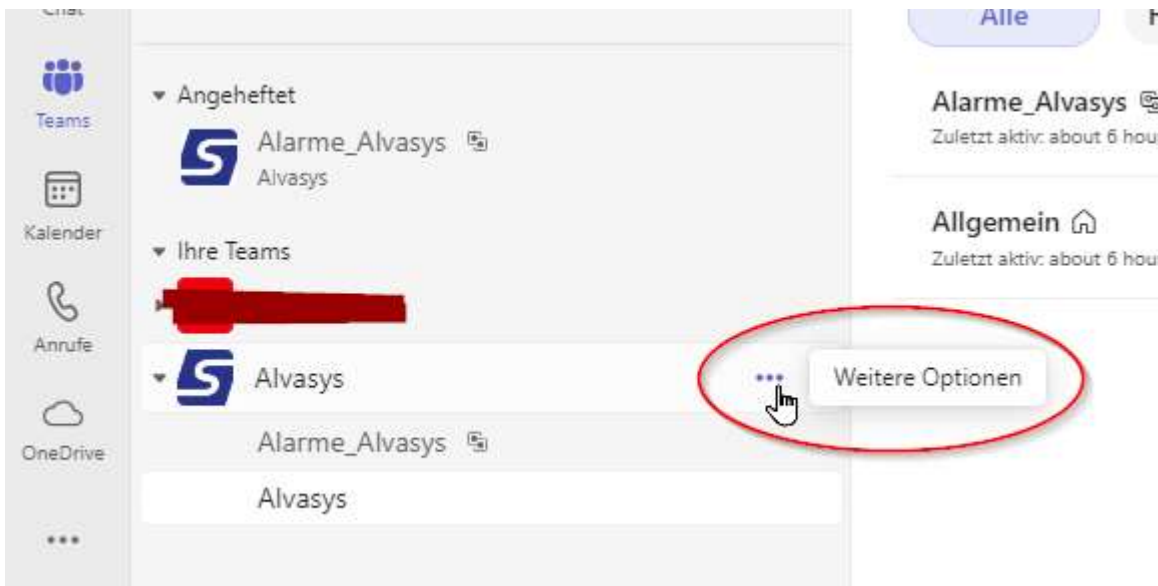 Chat
Teams
Kalender
Anrufe
OneDrive
Angeheftet
Alarme_Alvasys
Alvasys
Ihre Teams
Alvasys
Alarme_Alvasys
Alvasys
Weitere Optionen
Alle
Alarme_Alvasys
Zuletzt aktiv: about 6 hou
Allgemein
Zuletzt aktiv: about 6 hou